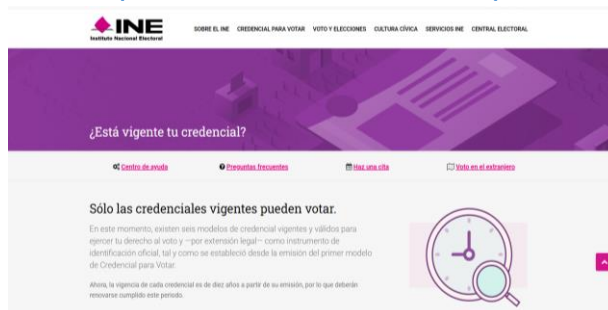 INE
Instituto Nacional Electoral
SOBRE EL INE CREDENCIAL PARA VOTAR VOTO Y ELECCIONES CULTURA CÍVICA SERVICIOS INE CENTRAL ELECTORAL
¿Está vigente tu credencial?
Centro de ayuda Preguntas frecuentes Haz una cita Voto en el extranjero
Sólo las credenciales vigentes pueden votar.
En este momento, existen seis modelos de credencial vigentes y válidos para
ejercer tu derecho al voto y —por extensión legal— como instrumento de
identificación oficial, tal y como se estableció desde la emisión del primer modelo
de Credencial para Votar.
Ahora, la vigencia de cada credencial es de diez años a partir de su emisión, por lo que deberán
renovarse cumplido este periodo.